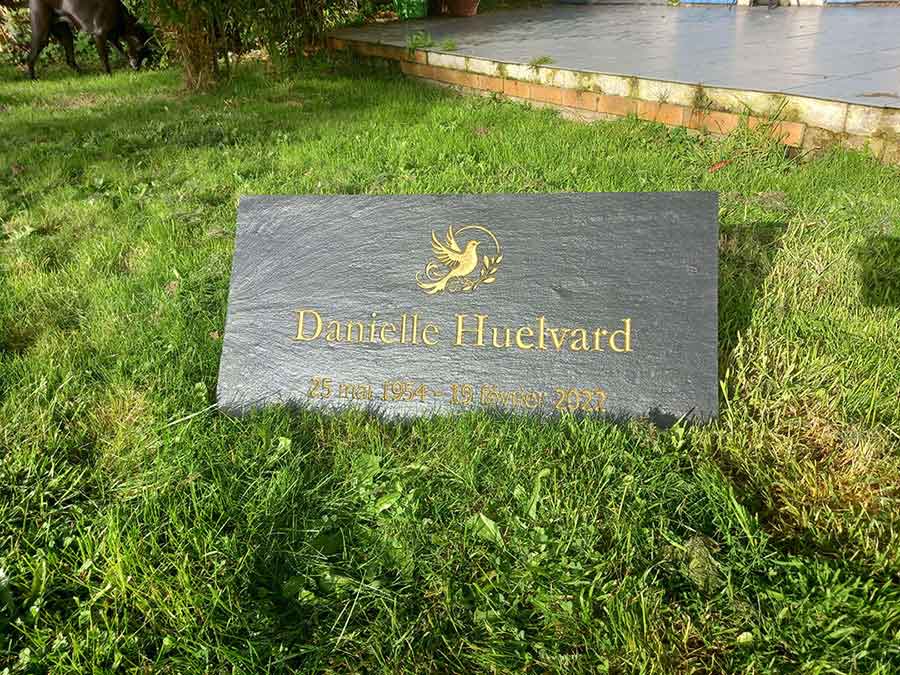 Danielle Huelvard
25 mai 1954 - 19 février 2022